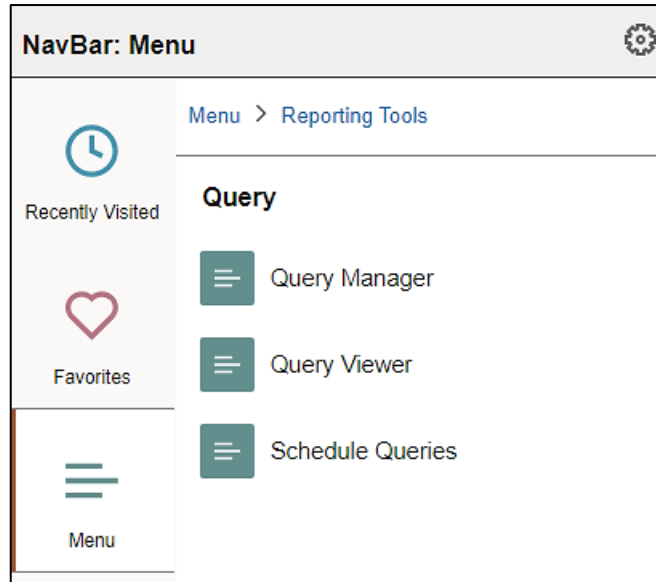 NavBar: Menu
Menu > Reporting Tools
Recently Visited
Query
Query Manager
Favorites
Query Viewer
Schedule Queries
Menu